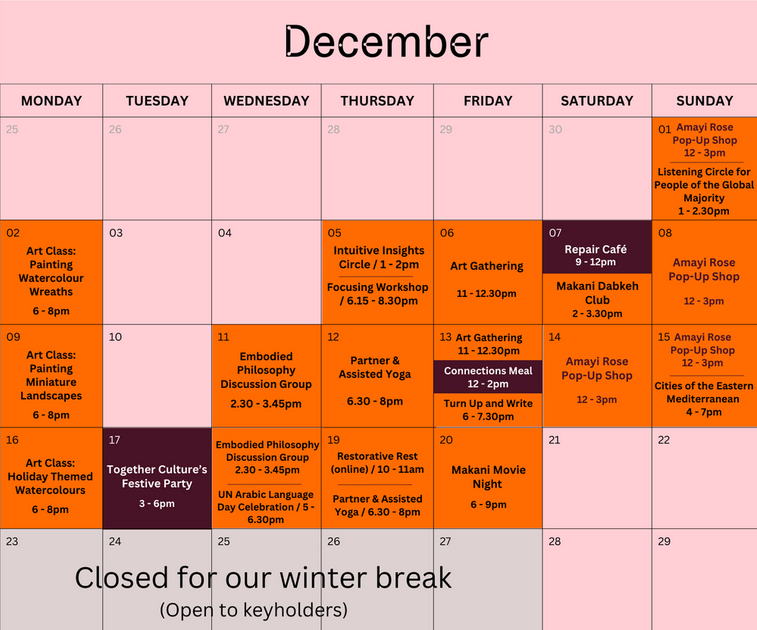 December
MONDAY TUESDAY WEDNESDAY THURSDAY FRIDAY SATURDAY SUNDAY
25
26
27
28
29
30
01 Amayi Rose
Pop-Up Shop
12 - 3pm
Listening Circle for
People of the Global
Majority
1 - 2.30pm
02
Art Class:
Painting
Watercolour
Wreaths
6 - 8pm
03
04
05
Intuitive Insights
Circle / 1 - 2pm
Focusing Workshop
/ 6.15 - 8.30pm
06
Art Gathering
11 - 12.30pm
07
Repair Café
9 - 12pm
Makani Dabkeh
Club
2 - 3.30pm
08
Amayi Rose
Pop-Up Shop
12 - 3pm
09
Art Class:
Painting
Miniature
Landscapes
6 - 8pm
10
11
Embodied
Philosophy
Discussion Group
2.30 - 3.45pm
12
Partner &
Assisted Yoga
6.30 - 8pm
13 Art Gathering
11 - 12.30pm
Connections Meal
12 - 2pm
Turn Up and Write
6 - 7.30pm
14
Amayi Rose
Pop-Up Shop
12 - 3pm
15 Amayi Rose
Pop-Up Shop
12 - 3pm
Cities of the Eastern
Mediterranean
4 - 7pm
16
Art Class:
Holiday Themed
Watercolours
6 - 8pm
17
Together Culture's
Festive Party
3 - 6pm
Embodied Philosophy
Discussion Group
2.30 - 3.45pm
UN Arabic Language
Day Celebration / 5 -
6.30pm
19
Restorative Rest
(online) / 10 - 11am
Partner & Assisted
Yoga / 6.30 - 8pm
20
Makani Movie
Night
6 - 9pm
21
22
23
24
25
26
27
28
29
Closed for our winter break
(Open to keyholders)